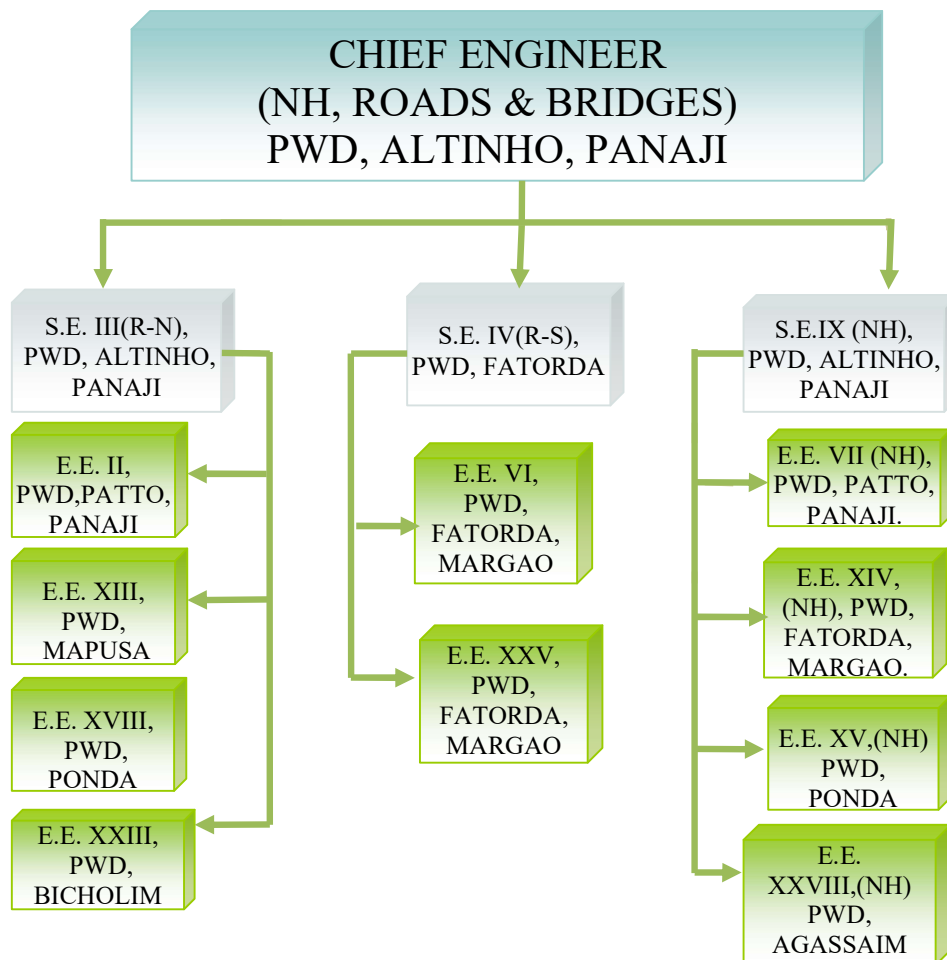 CHIEF ENGINEER
(NH, ROADS & BRIDGES)
PWD, ALTINHO, PANAJI
S.E. III(R-N),
PWD, ALTINHO,
PANAJI
E.E. II,
PWD,PATTO,
PANAJI
E.E. XIII,
PWD,
MAPUSA
E.E. XVIII,
PWD,
PONDA
E.E. XXIII,
PWD,
BICHOLIM
S.E. IV(R-S),
PWD, FATORDA
E.E. VI,
PWD,
FATORDA,
MARGAO
E.E. XXV,
PWD,
FATORDA,
MARGAO
S.E.IX (NH),
PWD, ALTINHO,
PANAJI
E.E. VII (NH),
PWD, PATTO,
PANAJI.
E.E. XIV,
(NH), PWD,
FATORDA,
MARGAO.
E.E. XV,(NH)
PWD,
PONDA
E.E.
XXVIII,(NH)
PWD,
AGASSAIM